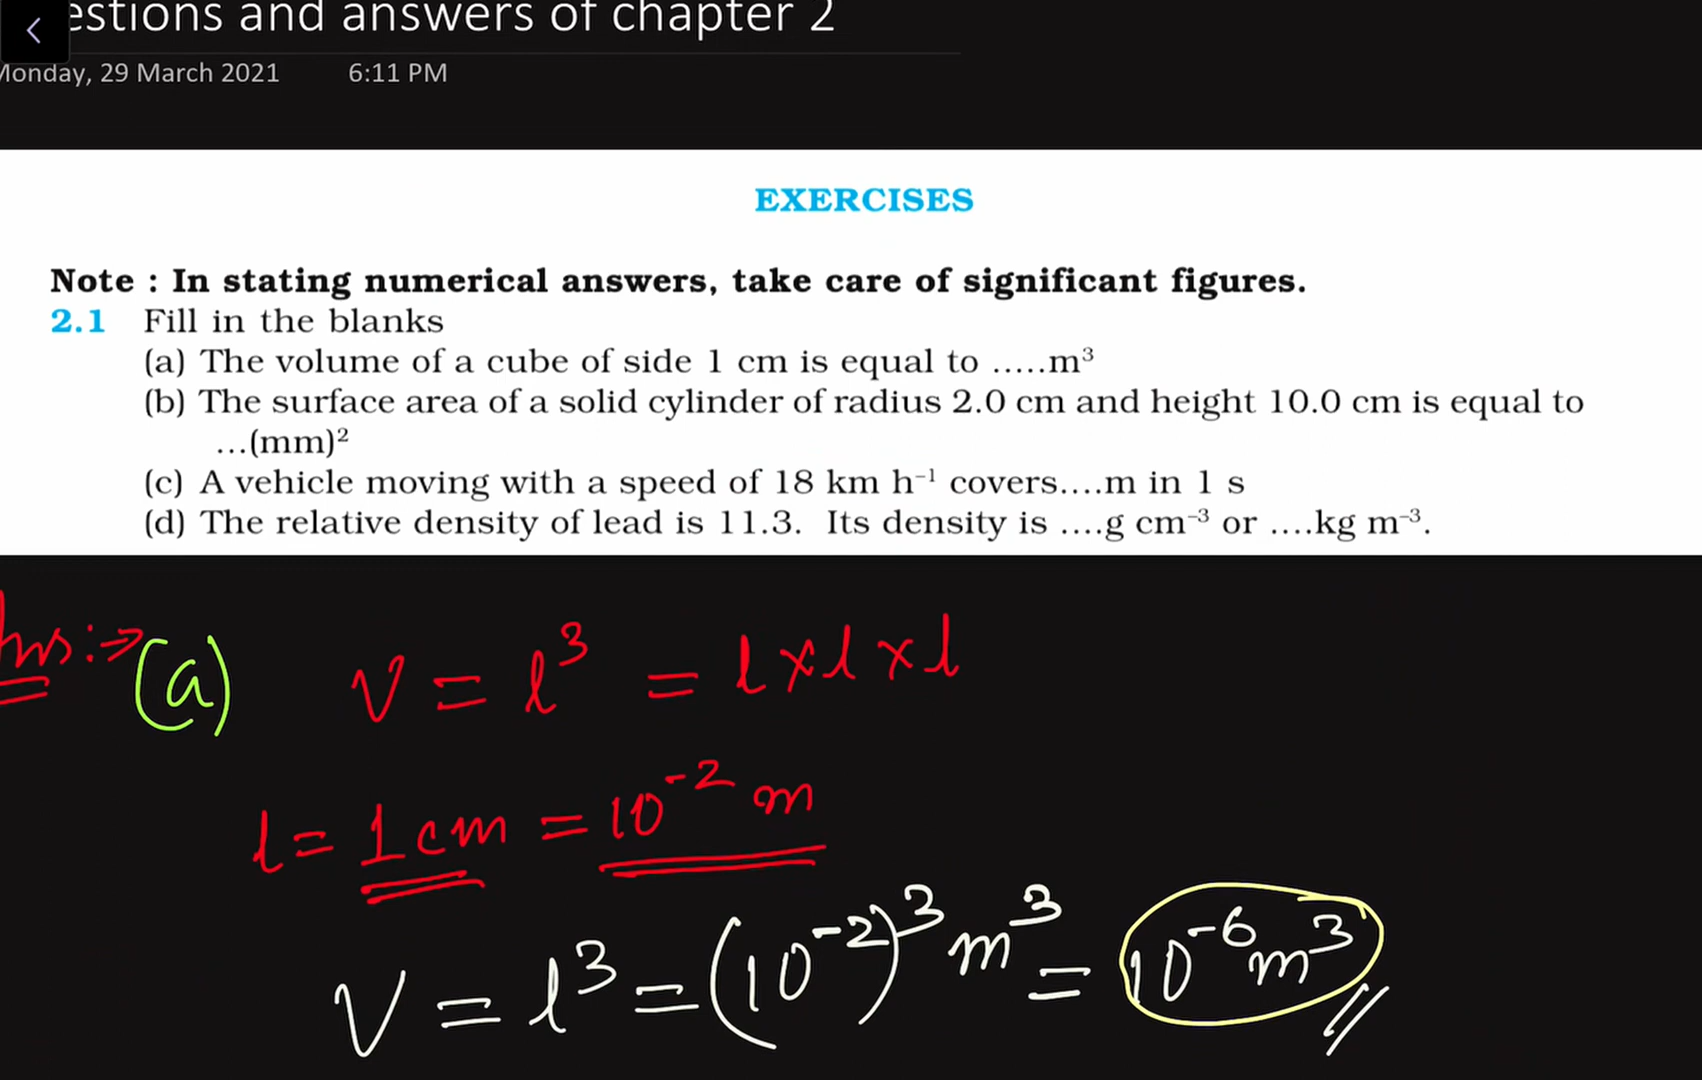 estions and answers of chapter 2
Monday, 29 March 2021 6:11 PM
EXERCISES
Note : In stating numerical answers, take care of significant figures.
2.1 Fill in the blanks
(a) The volume of a cube of side 1 cm is equal to .....m³
(b) The surface area of a solid cylinder of radius 2.0 cm and height 10.0 cm is equal to
...(mm)²
(c) A vehicle moving with a speed of 18 km h⁻¹ covers....m in 1 s
(d) The relative density of lead is 11.3. Its density is ....g cm⁻³ or ....kg m⁻³.
Ans:⇒ (a) V = l³ = l×l×l
l = 1 cm = 10⁻² m
V = l³ = (10⁻²)³ m³ = 10⁻⁶ m³